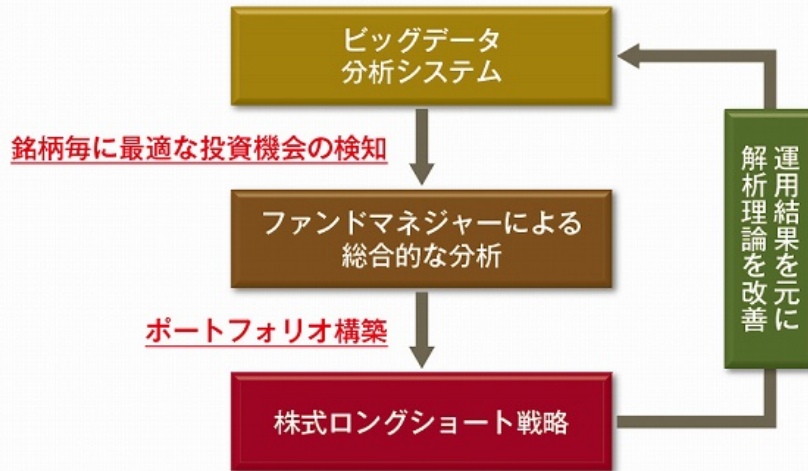 ビッグデータ
分析システム
銘柄毎に最適な投資機会の検知
ファンドマネジャーによる
総合的な分析
ポートフォリオ構築
株式ロングショート戦略
運用結果を元に
解析理論を改善